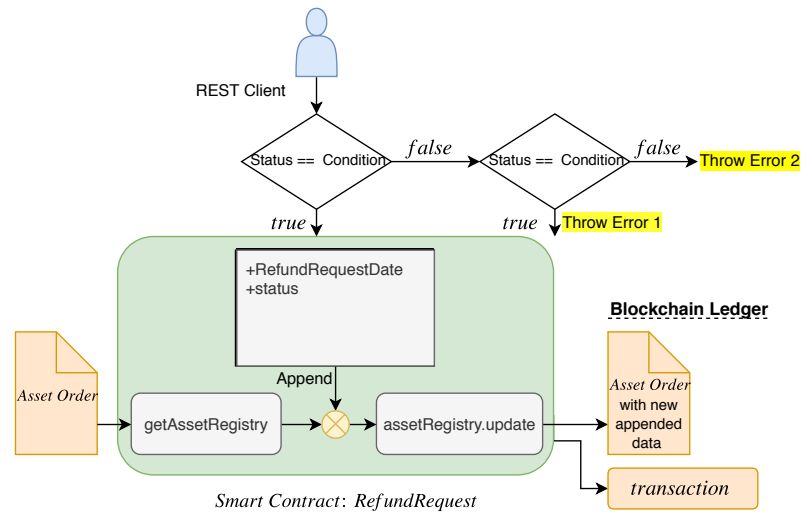 REST Client
Status == Condition
false
Status == Condition
false
Throw Error 2
true
true
Throw Error 1
+RefundRequestDate
+status
Blockchain Ledger
Append
Asset Order
getAssetRegistry
assetRegistry.update
Asset Order
with new
appended
data
transaction
Smart Contract: RefundRequest